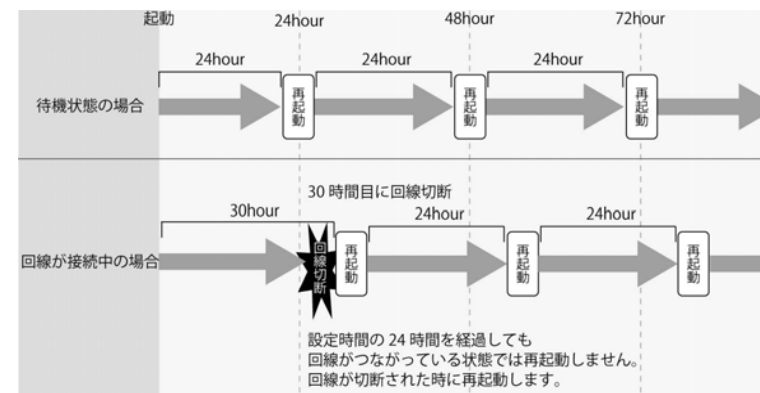 起動
24hour
48hour
72hour
24hour
24hour
24hour
待機状態の場合
再起動
再起動
再起動
30 時間目に回線切断
30hour
24hour
24hour
回線が接続中の場合
回線切断
再起動
再起動
再起動
設定時間の 24 時間を経過しても
回線がつながっている状態では再起動しません。
回線が切断された時に再起動します。